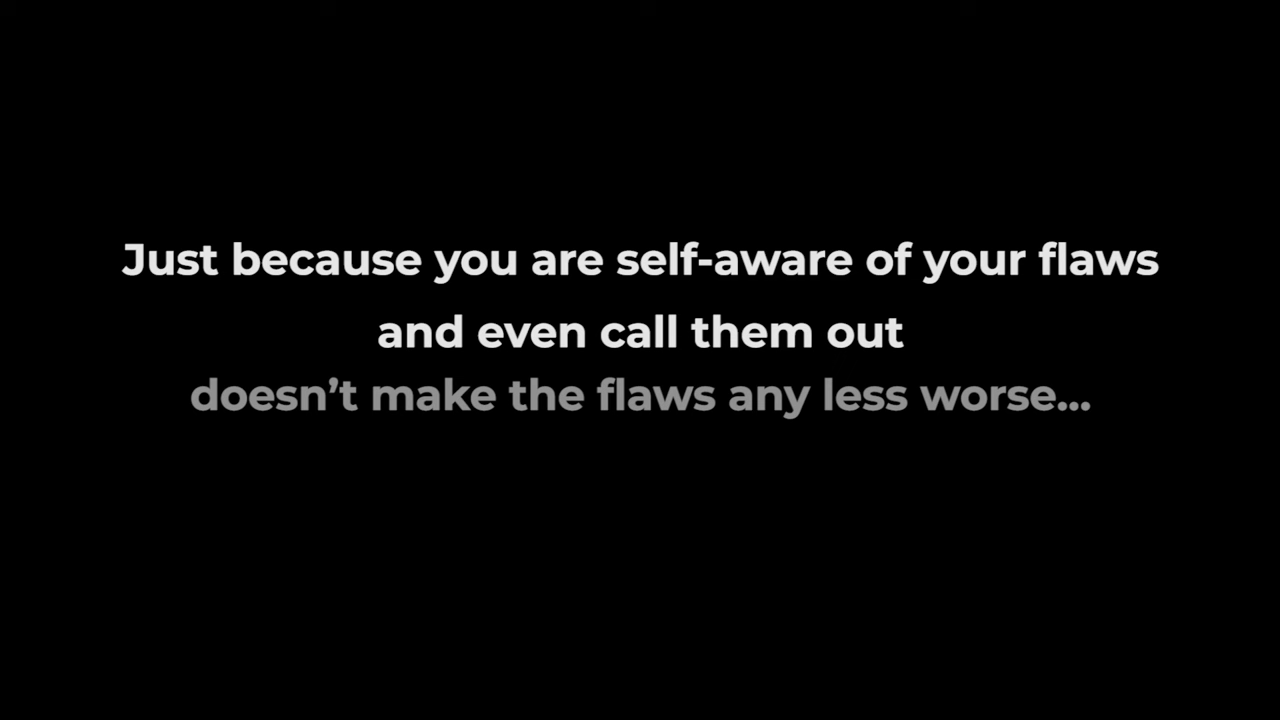 Just because you are self-aware of your flaws
and even call them out
doesn’t make the flaws any less worse...